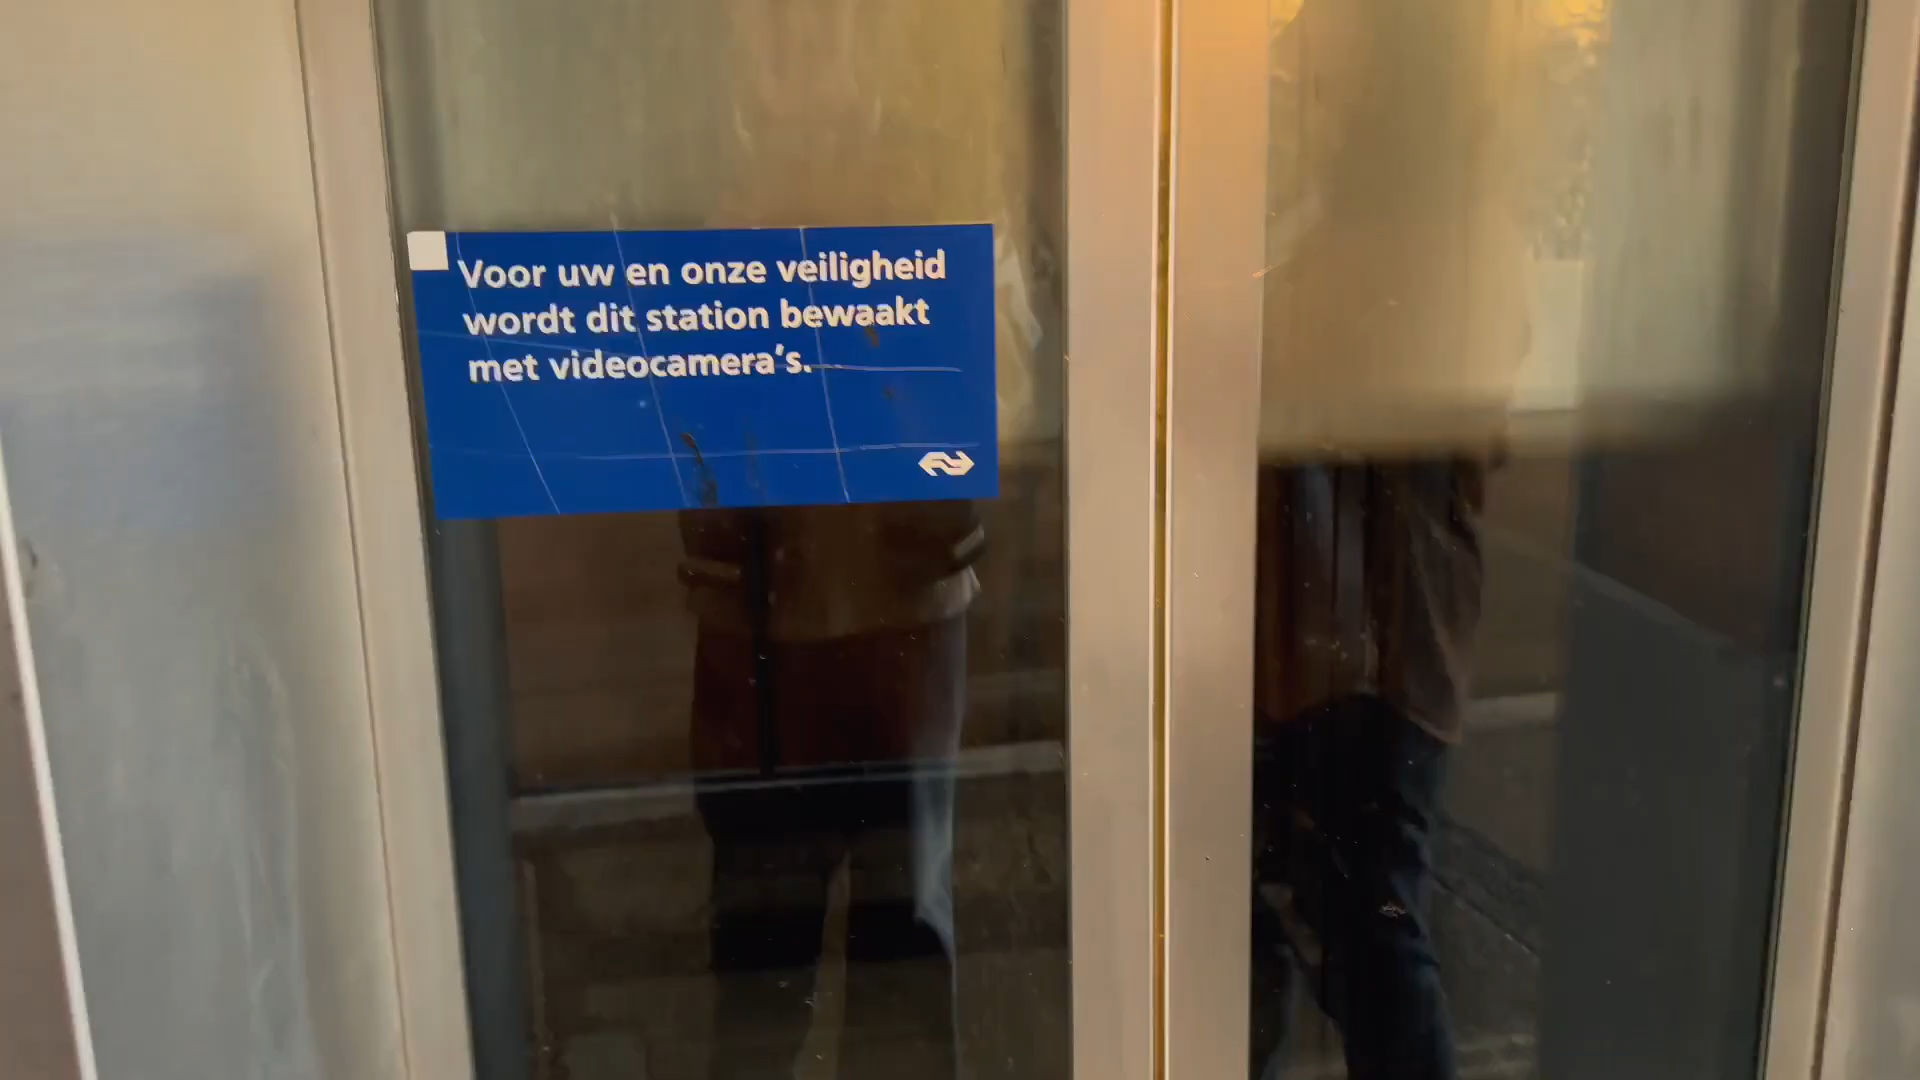 Voor uw en onze veiligheid
wordt dit station bewaakt
met videocamera's.